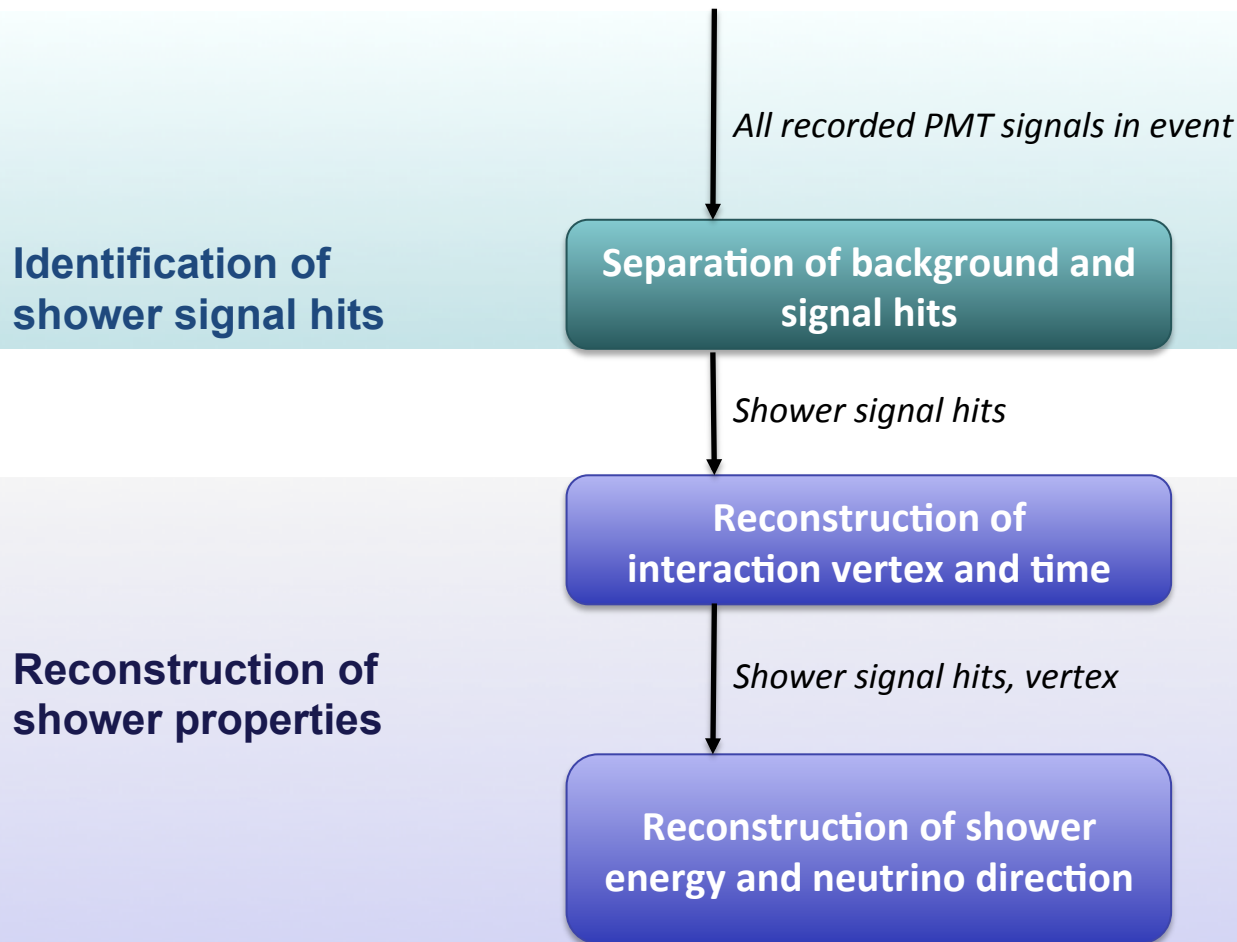 All recorded PMT signals in event
Identification of
shower signal hits
Separation of background and
signal hits
Shower signal hits
Reconstruction of
interaction vertex and time
Reconstruction of
shower properties
Shower signal hits, vertex
Reconstruction of shower
energy and neutrino direction